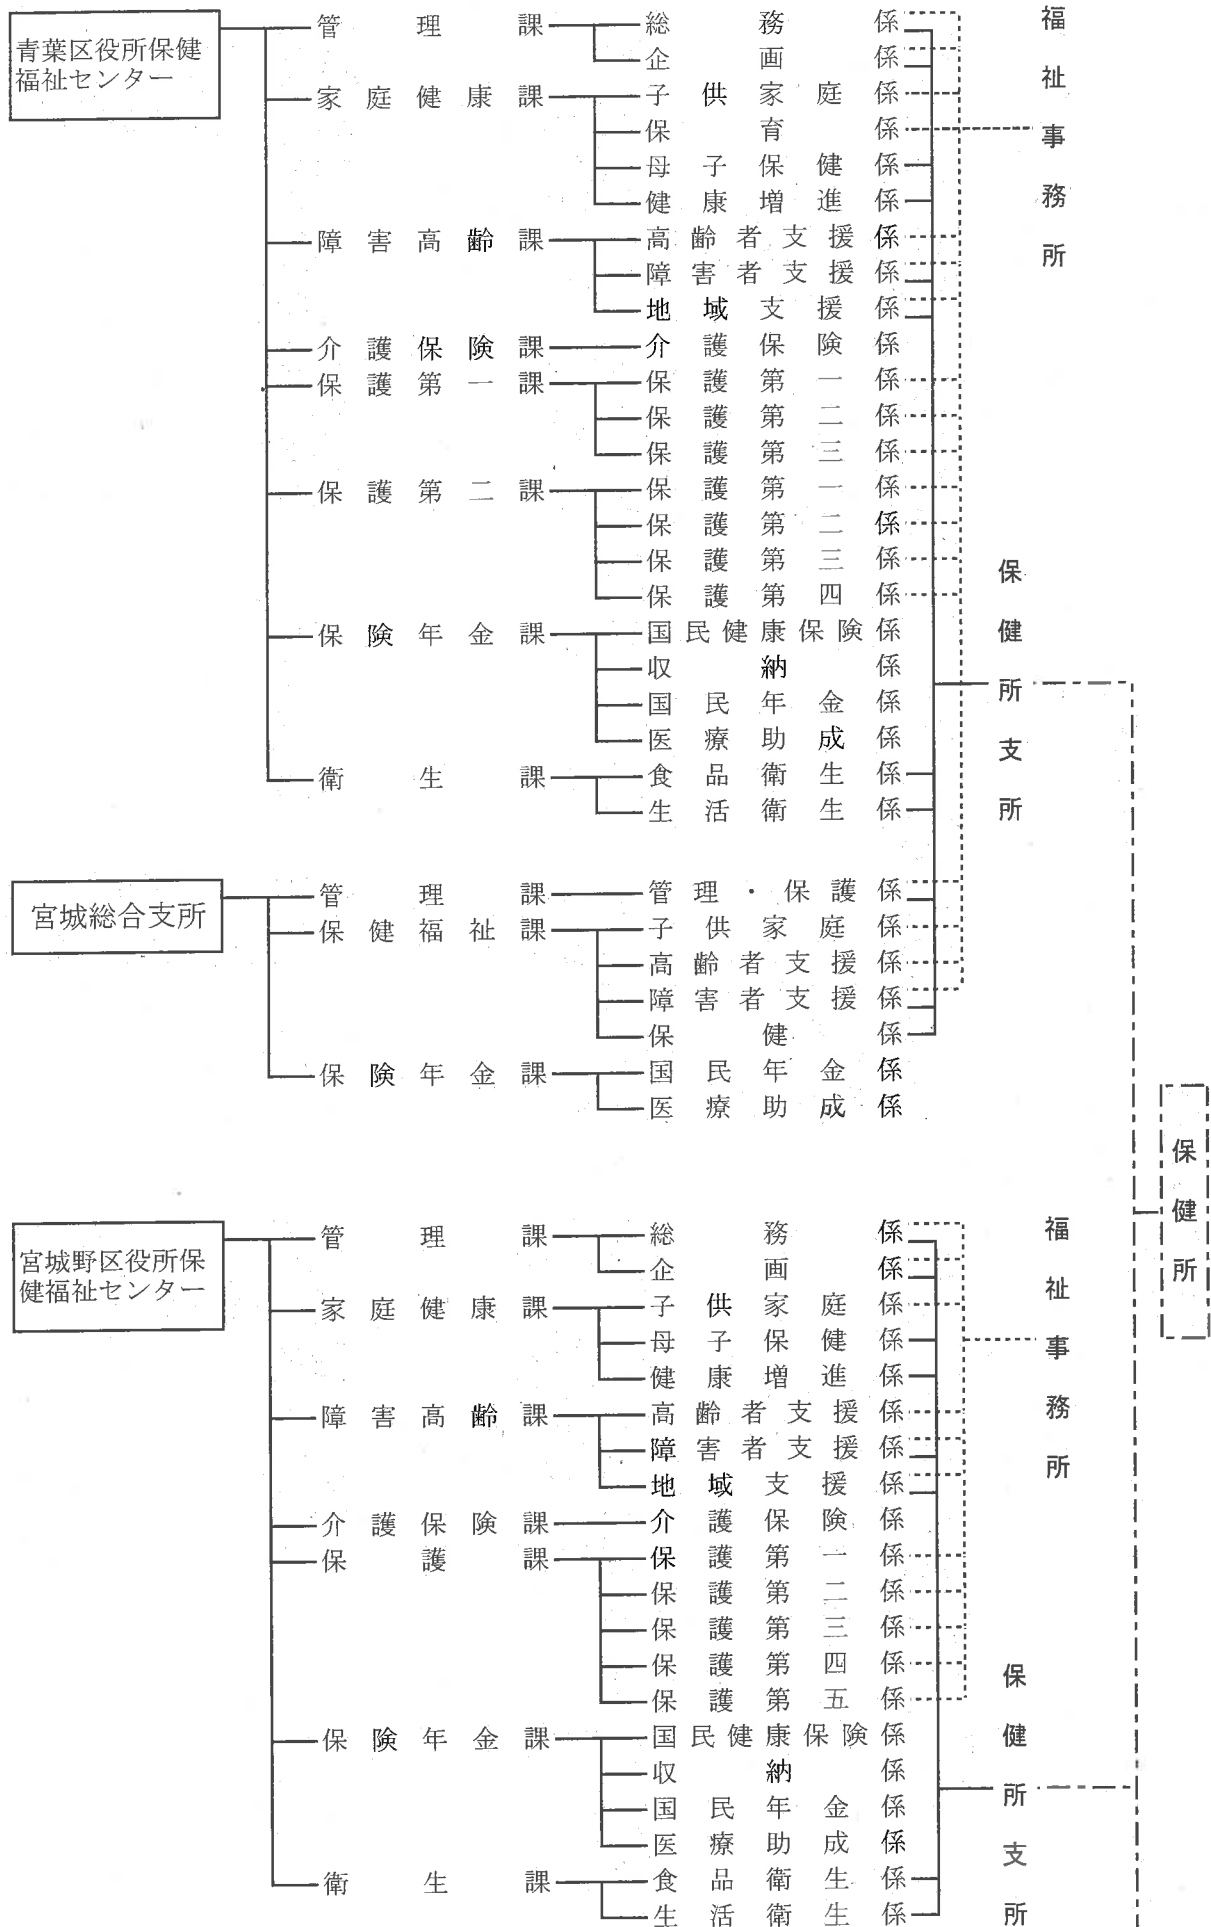 青葉区役所保健
福祉センター
管理課
総務係
企画係
家庭健康課
子供家庭係
保育係
母子保健係
健康増進係
障害高齢課
高齢者支援係
障害者支援係
地域支援係
介護保険課
介護保険係
保護第一課
保護第一係
保護第二係
保護第三係
保護第二課
保護第一係
保護第二係
保護第三係
保護第四係
保険年金課
国民健康保険係
収納係
国民年金係
医療助成係
衛生課
食品衛生係
生活衛生係
福祉事務所
保健所支所
宮城総合支所
管理課
管理・保護係
保健福祉課
子供家庭係
高齢者支援係
障害者支援係
保健係
保険年金課
国民年金係
医療助成係
保健所
宮城野区役所保
健福祉センター
管理課
総務係
企画係
家庭健康課
子供家庭係
母子保健係
健康増進係
障害高齢課
高齢者支援係
障害者支援係
地域支援係
介護保険課
介護保険係
保護課
保護第一係
保護第二係
保護第三係
保護第四係
保護第五係
保険年金課
国民健康保険係
収納係
国民年金係
医療助成係
衛生課
食品衛生係
生活衛生係
福祉事務所
保健所支所